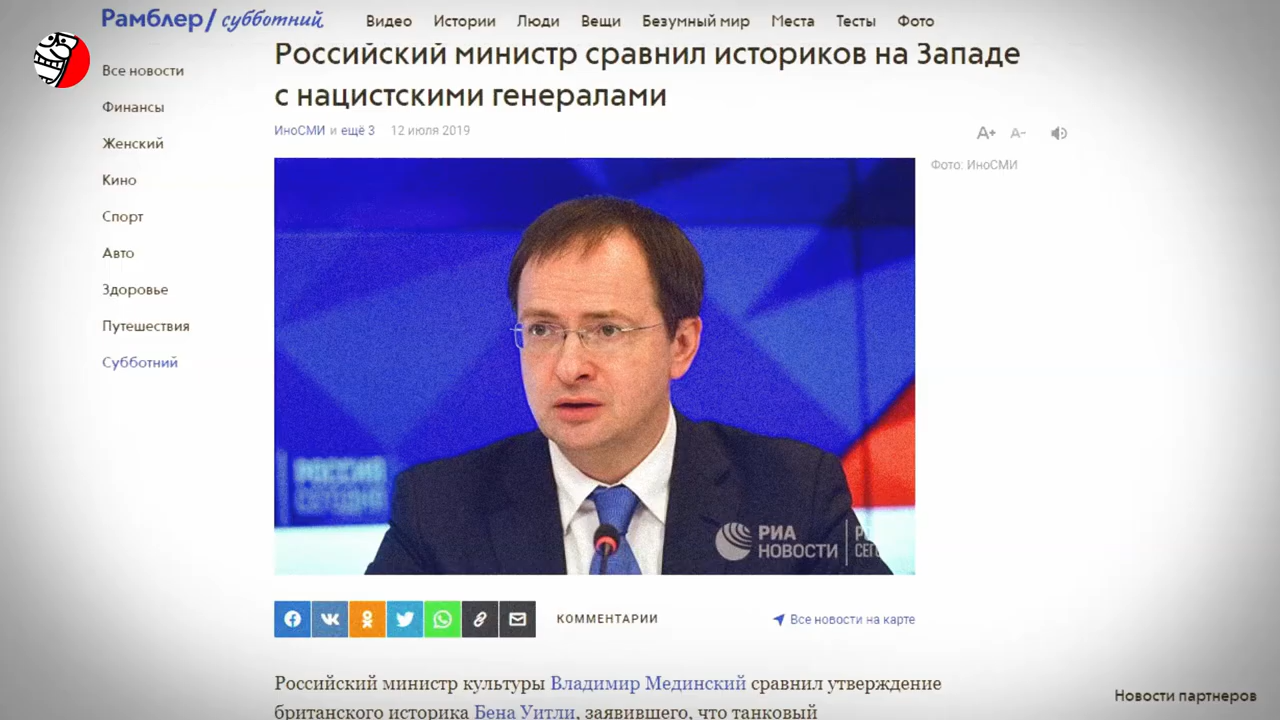 Рамблер/ субботний
Видео Истории Люди Вещи Безумный мир Места Тесты Фото
Все новости
Финансы
Женский
Кино
Спорт
Авто
Здоровье
Путешествия
Субботний
Российский министр сравнил историков на Западе
с нацистскими генералами
ИноСМИ и ещё 3 12 июля 2019
A+ A-
Фото: ИноСМИ
РОССИЯ
СЕГОДНЯ
РИА
НОВОСТИ
КОММЕНТАРИИ
Все новости на карте
Российский министр культуры Владимир Мединский сравнил утверждение
британского историка Бена Уитли, заявившего, что танковый
Новости партнеров